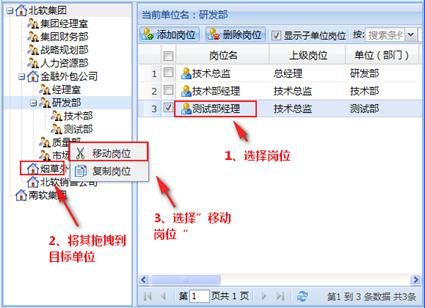 北软集团
集团经理室
集团财务部
战略规划部
人力资源部
金融外包公司
经理室
研发部
技术部
测试部
质量部
市场
烟草外
北软销售公司
南软集团
移动岗位
复制岗位
2、将其拖拽到
目标单位
当前单位名：研发部
添加岗位 删除岗位 显示子单位岗位 按: 搜索条件
岗位名 上级岗位 单位（部门）
1 技术总监 总经理 研发部
2 技术部经理 技术总监 技术部
3 测试部经理 技术总监 测试部
1、选择岗位
3、选择”移动
岗位“
第 1 页共 1 页 第1 到 3 条数据 共3条